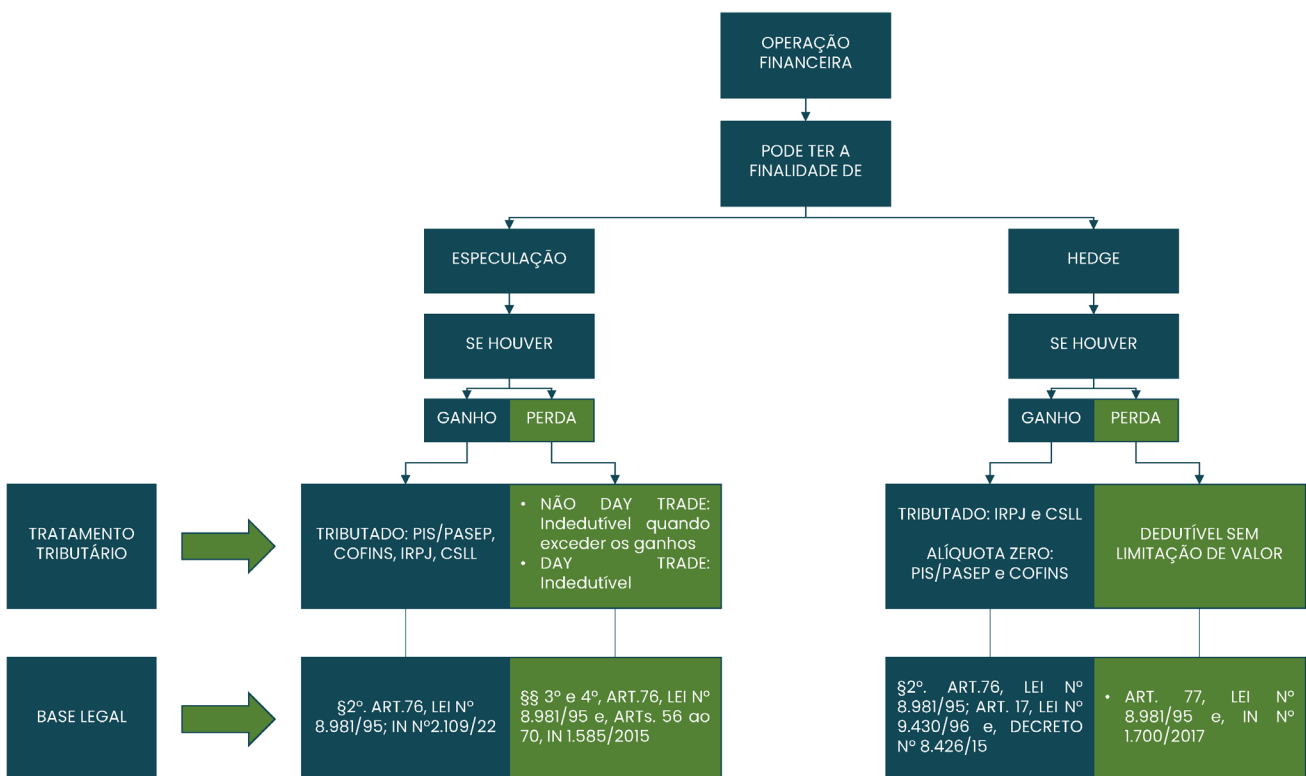 OPERAÇÃO
FINANCEIRA
PODE TER A
FINALIDADE DE
ESPECULAÇÃO
HEDGE
SE HOUVER
SE HOUVER
GANHO
PERDA
GANHO
PERDA
TRATAMENTO
TRIBUTÁRIO
TRIBUTADO: PIS/PASEP,
COFINS, IRPJ, CSLL
• NÃO DAY TRADE:
Indedutível quando
exceder os ganhos
• DAY TRADE:
Indedutível
TRIBUTADO: IRPJ e CSLL
ALÍQUOTA ZERO:
PIS/PASEP e COFINS
DEDUTÍVEL SEM
LIMITAÇÃO DE VALOR
BASE LEGAL
§2º. ART.76, LEI Nº
8.981/95; IN Nº2.109/22
§§ 3º e 4º, ART.76, LEI Nº
8.981/95 e, ARTs. 56 ao
70, IN 1.585/2015
§2º. ART.76, LEI Nº
8.981/95; ART. 17, LEI Nº
9.430/96 e, DECRETO
Nº 8.426/15
• ART. 77, LEI Nº
8.981/95 e, IN Nº
1.700/2017